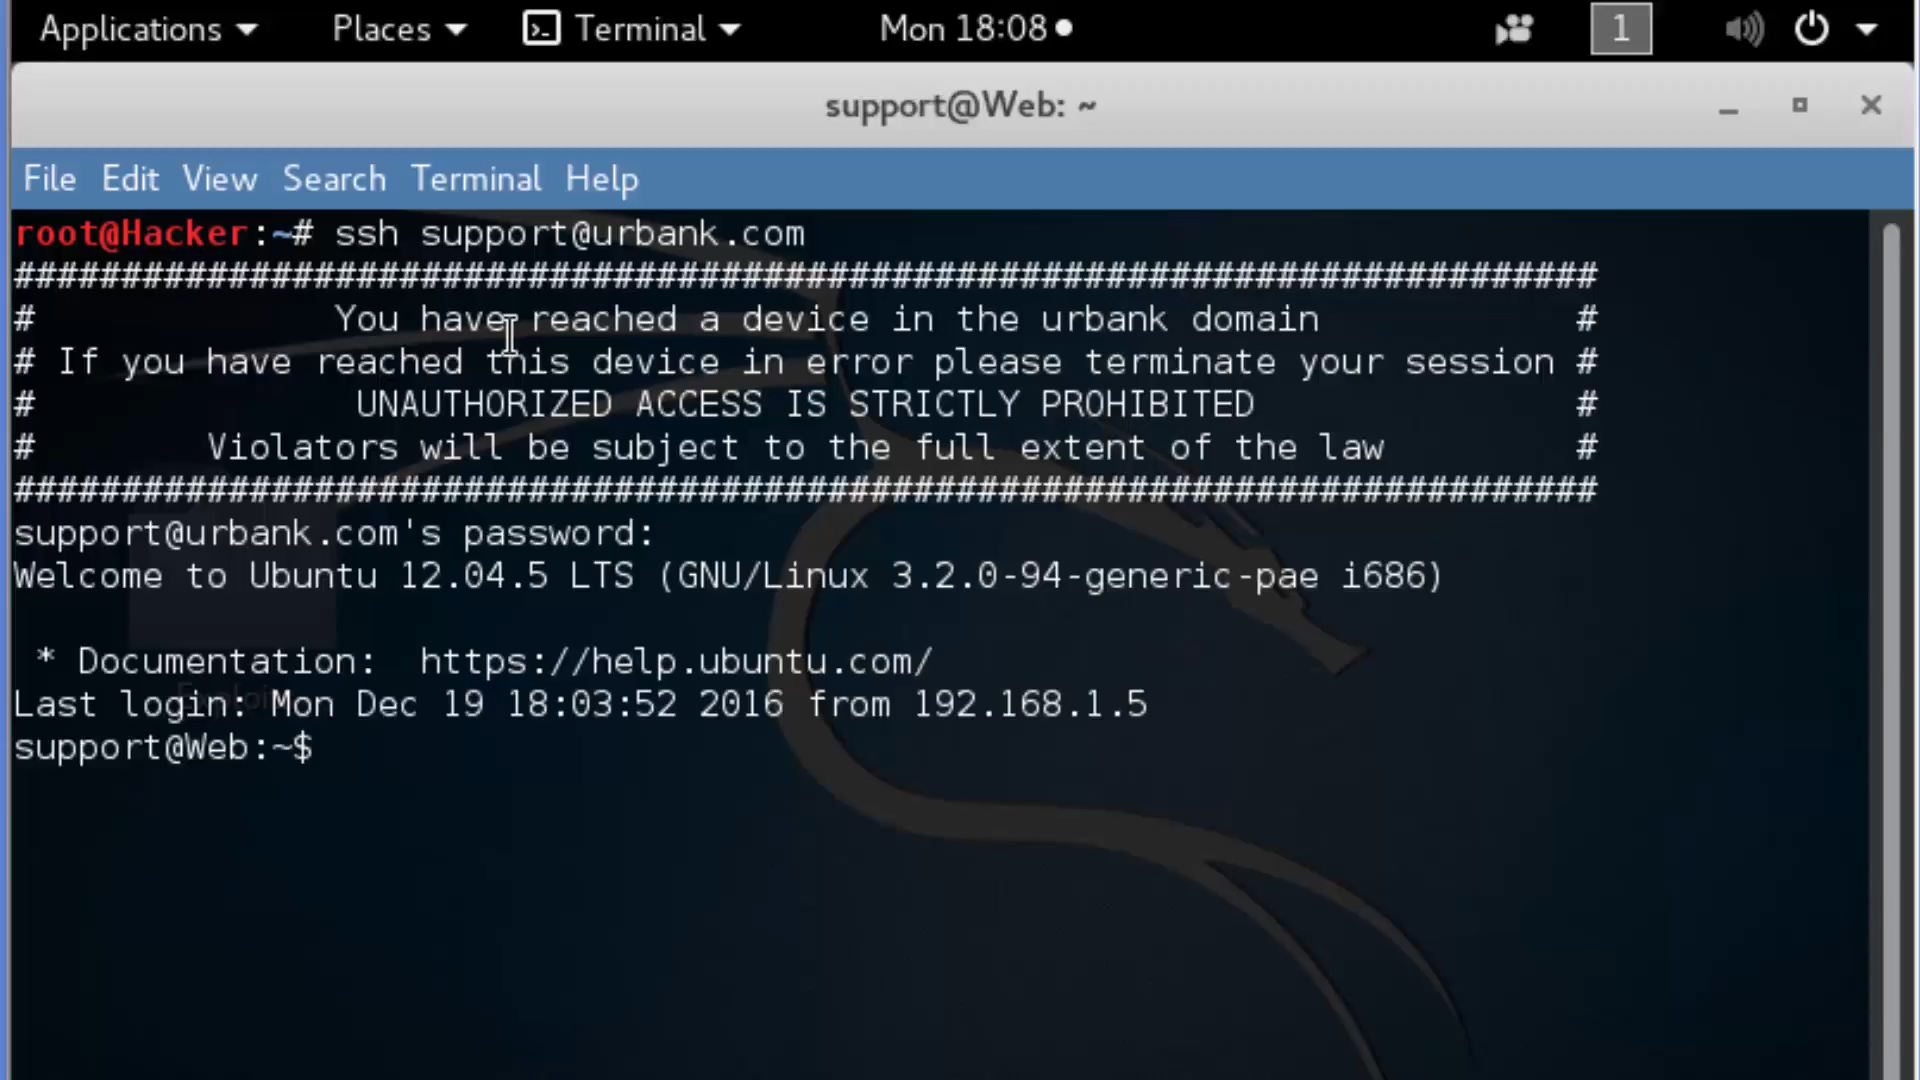 Applications Places Terminal Mon 18:08 1
support@Web: ~
File Edit View Search Terminal Help
root@Hacker:~# ssh support@urbank.com
##########################################################################
# You have reached a device in the urbank domain #
# If you have reached this device in error please terminate your session #
# UNAUTHORIZED ACCESS IS STRICTLY PROHIBITED #
# Violators will be subject to the full extent of the law #
##########################################################################
support@urbank.com's password:
Welcome to Ubuntu 12.04.5 LTS (GNU/Linux 3.2.0-94-generic-pae i686)
* Documentation: https://help.ubuntu.com/
Last login: Mon Dec 19 18:03:52 2016 from 192.168.1.5
support@Web:~$